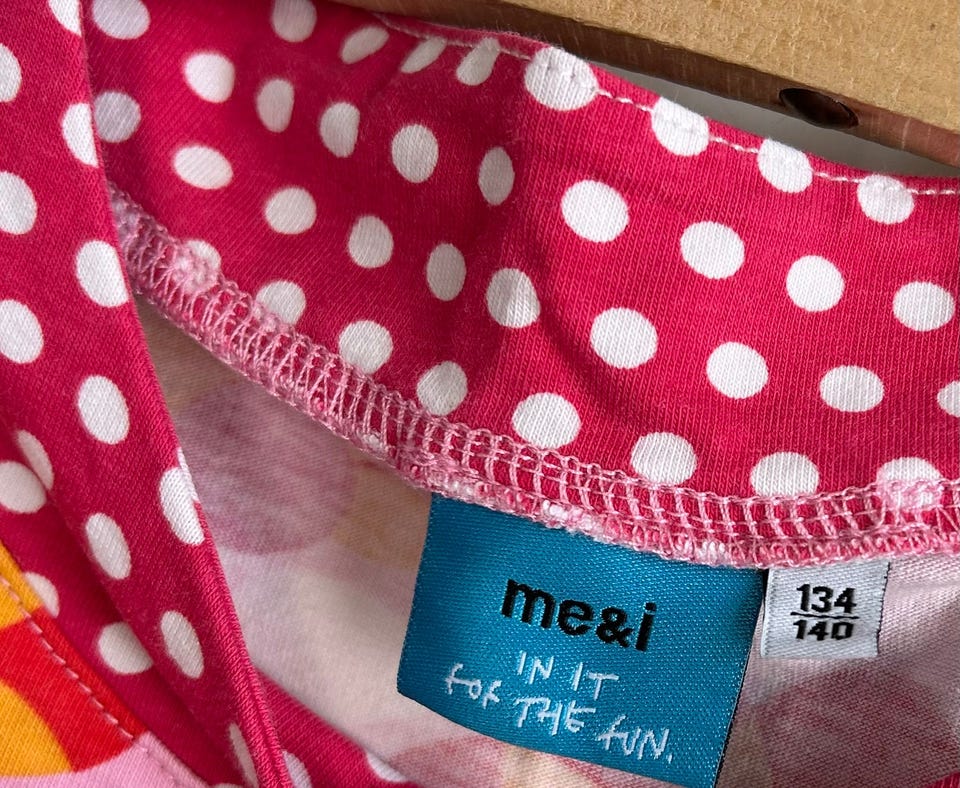 me&i
IN IT
FOR THE FUN.
134
140